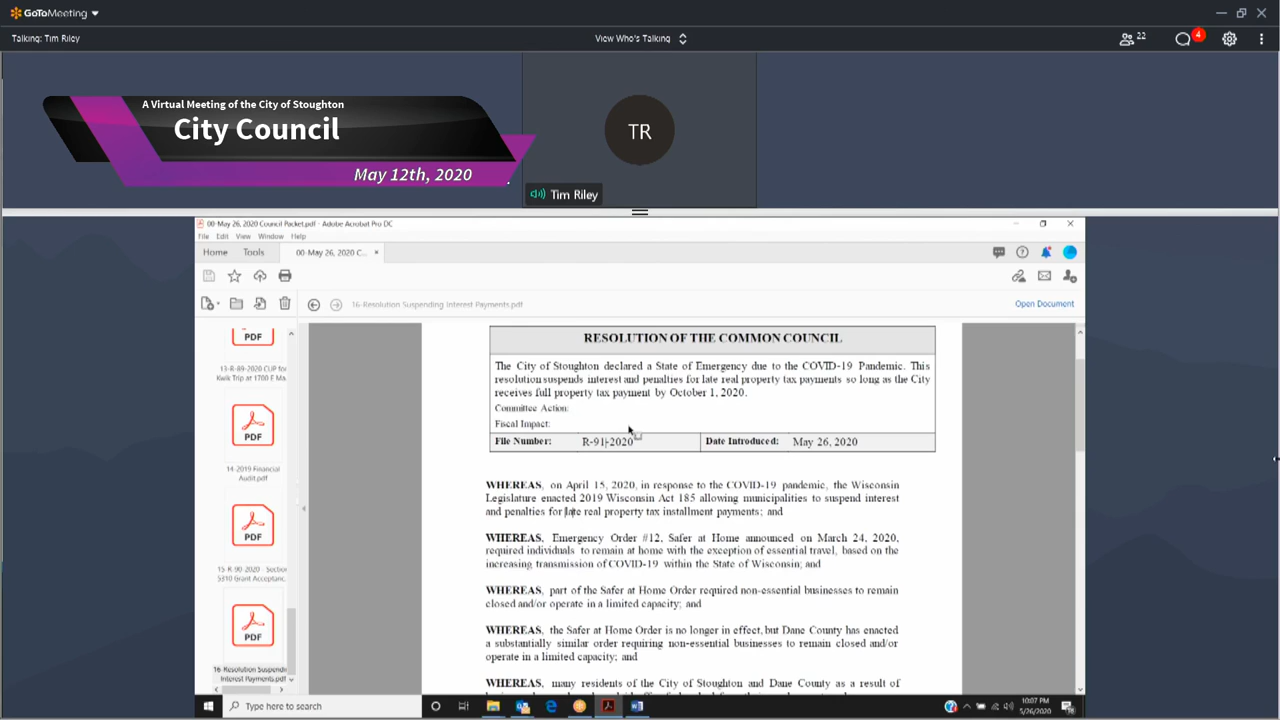 GoToMeeting
Talking: Tim Riley
View Who's Talking
22
4
A Virtual Meeting of the City of Stoughton
City Council
May 12th, 2020
TR
Tim Riley
00-May 26, 2020 Council Packet.pdf - Adobe Acrobat Pro DC
File Edit View Window Help
Home Tools 00-May 26, 2020 C... ×
16-Resolution Suspending Interest Payments.pdf
Open Document
PDF
13-R-89-2020 CUP for
Kwik Trip at 1700 E Ma
PDF
14-2019 Financial
Audit.pdf
PDF
15-R-90-2020 - Section
5310 Grant Acceptanc
PDF
16-Resolution Suspending
Interest Payments.pdf
RESOLUTION OF THE COMMON COUNCIL
The City of Stoughton declared a State of Emergency due to the COVID-19 Pandemic. This
resolution suspends interest and penalties for late real property tax payments so long as the City
receives full property tax payment by October 1, 2020.
Committee Action:
Fiscal Impact:
File Number: R-91-2020 Date Introduced: May 26, 2020
WHEREAS, on April 15, 2020, in response to the COVID-19 pandemic, the Wisconsin
Legislature enacted 2019 Wisconsin Act 185 allowing municipalities to suspend interest
and penalties for late real property tax installment payments; and
WHEREAS, Emergency Order #12, Safer at Home announced on March 24, 2020,
required individuals to remain at home with the exception of essential travel, based on the
increasing transmission of COVID-19 within the State of Wisconsin; and
WHEREAS, part of the Safer at Home Order required non-essential businesses to remain
closed and/or operate in a limited capacity; and
WHEREAS, the Safer at Home Order is no longer in effect, but Dane County has enacted
a substantially similar order requiring non-essential businesses to remain closed and/or
operate in a limited capacity; and
WHEREAS, many residents of the City of Stoughton and Dane County as a result of
Type here to search
10:07 PM
5/26/2020